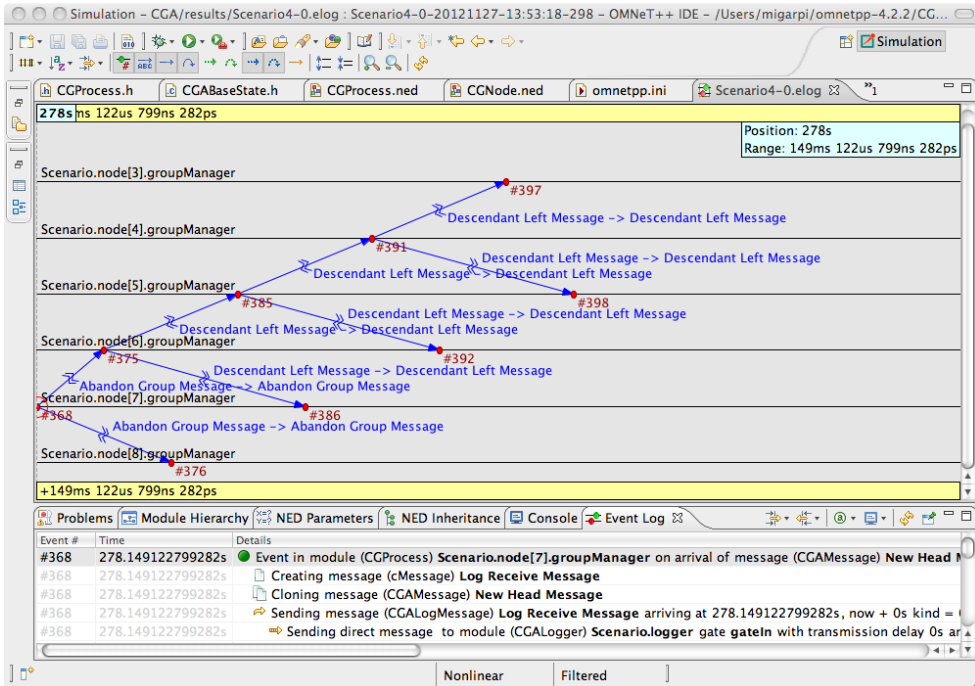 Simulation – CGA/results/Scenario4-0.elog : Scenario4-0-20121127-13:53:18-298 – OMNeT++ IDE – /Users/migarpi/omnetpp-4.2.2/CG...
Simulation
CGProcess.h CGABaseState.h CGProcess.ned CGNode.ned omnetpp.ini Scenario4-0.elog »1
278s ms 122us 799ns 282ps
Position: 278s
Range: 149ms 122us 799ns 282ps
Scenario.node[3].groupManager
#397
Descendant Left Message -> Descendant Left Message
Scenario.node[4].groupManager
#391
Descendant Left Message -> Descendant Left Message
Descendant Left Message -> Descendant Left Message
Scenario.node[5].groupManager
#385
#398
Descendant Left Message -> Descendant Left Message
Descendant Left Message -> Descendant Left Message
Scenario.node[6].groupManager
#375
#392
Descendant Left Message -> Descendant Left Message
Abandon Group Message -> Abandon Group Message
Scenario.node[7].groupManager
#368
#386
Abandon Group Message -> Abandon Group Message
Scenario.node[8].groupManager
#376
+149ms 122us 799ns 282ps
Problems Module Hierarchy NED Parameters NED Inheritance Console Event Log
Event # Time Details
#368 278.149122799282s Event in module (CGProcess) Scenario.node[7].groupManager on arrival of message (CGAMessage) New Head M
#368 278.149122799282s Creating message (cMessage) Log Receive Message
#368 278.149122799282s Cloning message (CGAMessage) New Head Message
#368 278.149122799282s Sending message (CGALogMessage) Log Receive Message arriving at 278.149122799282s, now + 0s kind =
#368 278.149122799282s Sending direct message to module (CGALogger) Scenario.logger gate gateIn with transmission delay 0s ar
Nonlinear Filtered